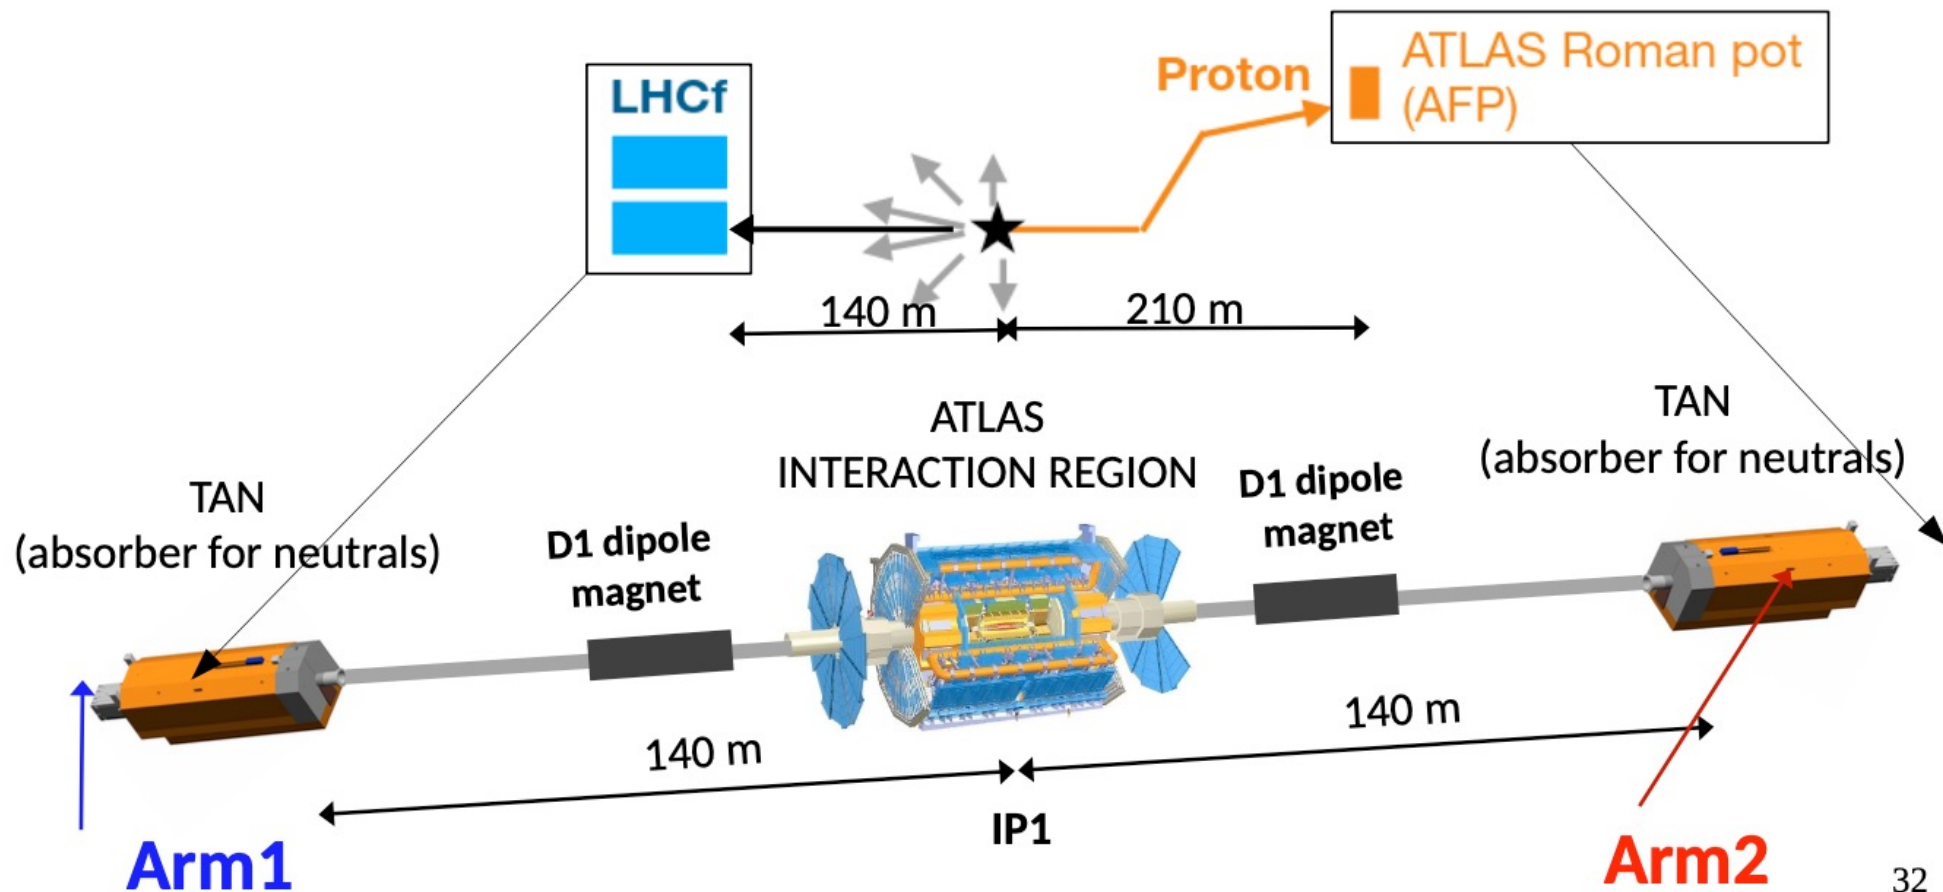 LHCf
Proton
ATLAS Roman pot
(AFP)
140 m
210 m
ATLAS
INTERACTION REGION
TAN
(absorber for neutrals)
D1 dipole
magnet
D1 dipole
magnet
TAN
(absorber for neutrals)
140 m
140 m
IP1
Arm1
Arm2
32